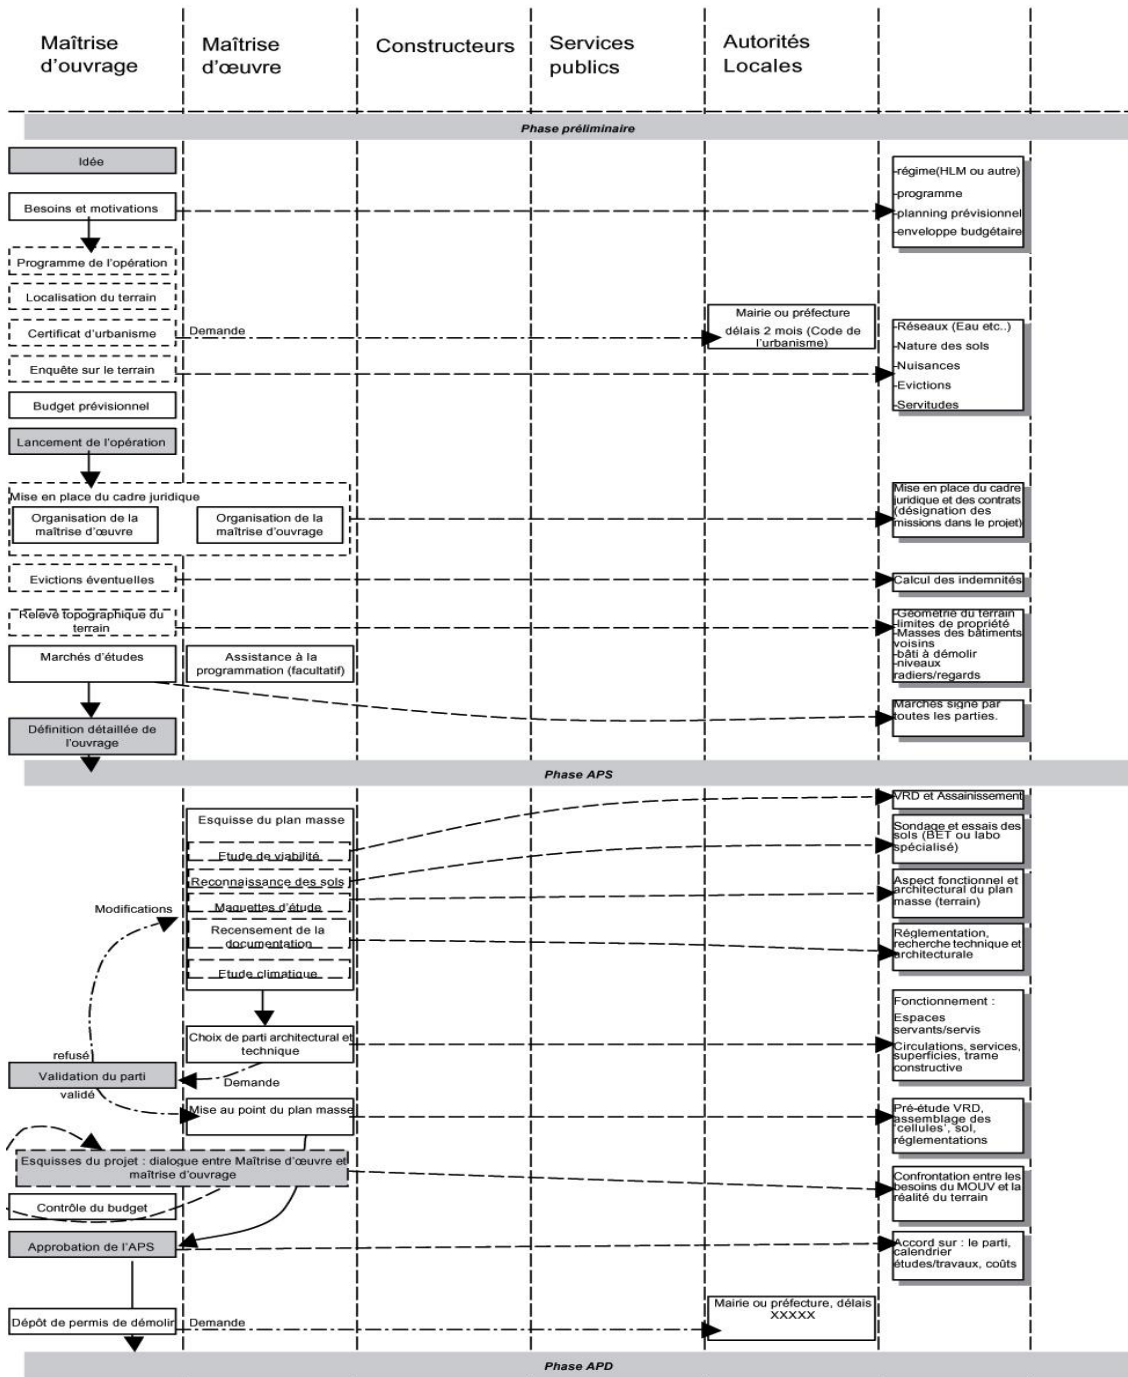 Maîtrise
d'ouvrage
Maîtrise
d'œuvre
Constructeurs
Services
publics
Autorités
Locales
Phase préliminaire
Idée
-régime(HLM ou autre)
-programme
-planning prévisionnel
-enveloppe budgétaire
Besoins et motivations
Programme de l'opération
Localisation du terrain
Certificat d'urbanisme
Demande
Mairie ou préfecture
délais 2 mois (Code de
l'urbanisme)
-Réseaux (Eau etc..)
-Nature des sols
-Nuisances
-Evictions
-Servitudes
Enquête sur le terrain
Budget prévisionnel
Lancement de l'opération
Mise en place du cadre juridique
Organisation de la
maîtrise d'œuvre
Organisation de la
maîtrise d'ouvrage
Mise en place du cadre
juridique et des contrats
(désignation des
missions dans le projet)
Evictions éventuelles
Calcul des indemnités
Relevé topographique du
terrain
-Géométrie du terrain
-limites de propriété
-Masses des bâtiments
voisins
-bâti à démolir
-niveaux
radiers/regards
Marchés d'études
Assistance à la
programmation (facultatif)
Marchés signé par
toutes les parties.
Définition détaillée de
l'ouvrage
Phase APS
VRD et Assainissement
Esquisse du plan masse
Sondage et essais des
sols (BET ou labo
spécialisé)
Etude de viabilité
Reconnaissance des sols
Maquettes d'étude
Aspect fonctionnel et
architectural du plan
masse (terrain)
Modifications
Recensement de la
documentation
Réglementation,
recherche technique et
architecturale
Etude climatique
Fonctionnement :
Espaces
servants/servis
Circulations, services,
superficies, trame
constructive
Choix de parti architectural et
technique
refusé
Validation du parti
Demande
validé
Mise au point du plan masse
Pré-étude VRD,
assemblage des
'cellules', sol,
réglementations
Esquisses du projet : dialogue entre Maîtrise d'œuvre et
maîtrise d'ouvrage
Confrontation entre les
besoins du MOUV et la
réalité du terrain
Contrôle du budget
Approbation de l'APS
Accord sur : le parti,
calendrier
études/travaux, coûts
Dépôt de permis de démolir
Demande
Mairie ou préfecture, délais
XXXXX
Phase APD